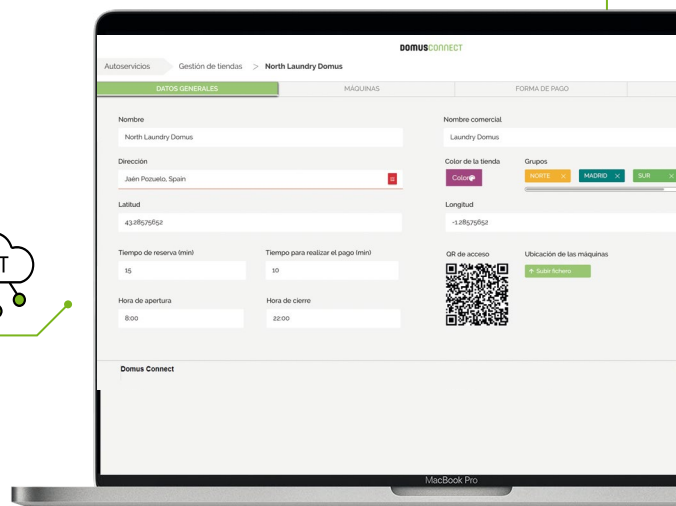 DOMUSCONNECT
Autoservicios Gestión de tiendas > North Laundry Domus
DATOS GENERALES MÁQUINAS FORMA DE PAGO
Nombre Nombre comercial
North Laundry Domus Laundry Domus
Dirección Color de la tienda Grupos
Jaén Pozuelo, Spain Color NORTE × MADRID × SUR ×
Latitud Longitud
43.28575652 -1.28575652
Tiempo de reserva (min) Tiempo para realizar el pago (min) QR de acceso Ubicación de las máquinas
15 10 Subir fichero
Hora de apertura Hora de cierre
8:00 22:00
T
Domus Connect
MacBook Pro